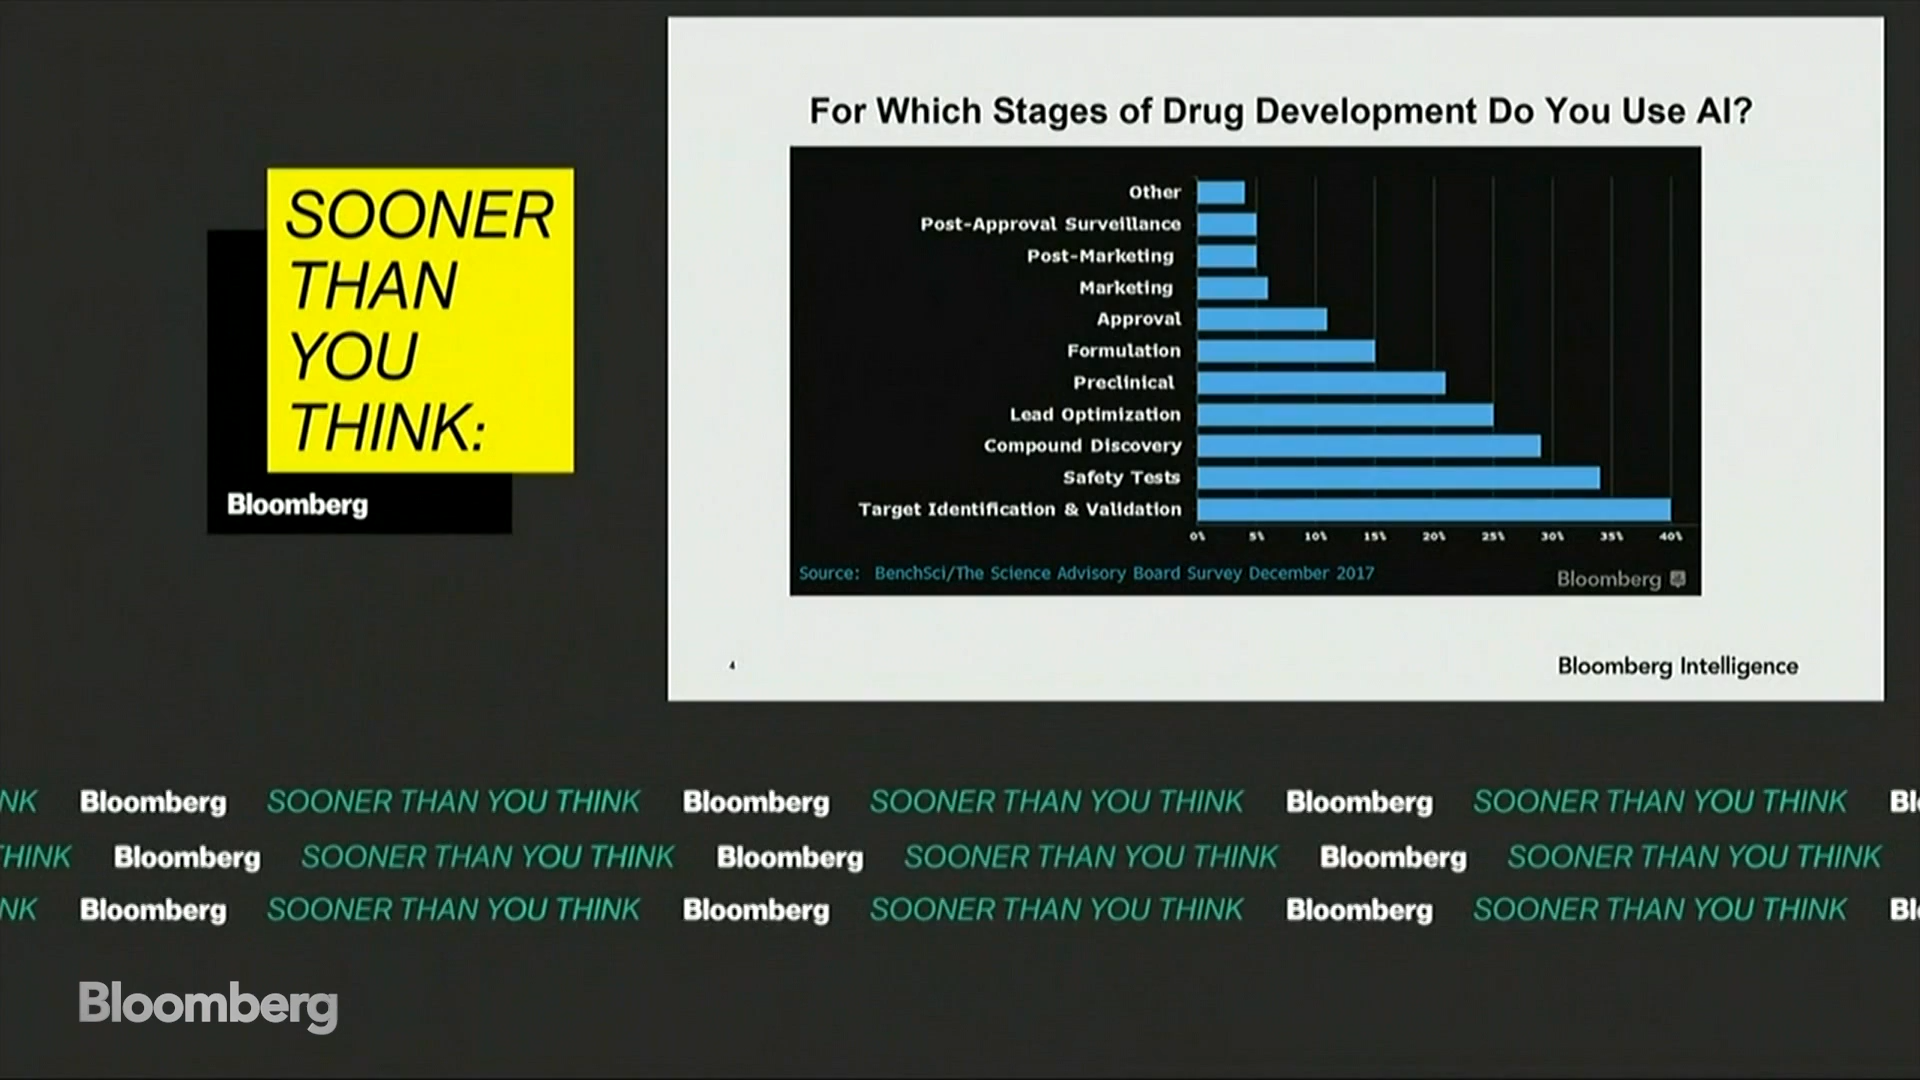 SOONER
THAN
YOU
THINK:
Bloomberg
For Which Stages of Drug Development Do You Use AI?
Other
Post-Approval Surveillance
Post-Marketing
Marketing
Approval
Formulation
Preclinical
Lead Optimization
Compound Discovery
Safety Tests
Target Identification & Validation
0% 5% 10% 15% 20% 25% 30% 35% 40%
Source: BenchSci/The Science Advisory Board Survey December 2017
Bloomberg
4
Bloomberg Intelligence
NK Bloomberg SOONER THAN YOU THINK Bloomberg SOONER THAN YOU THINK Bloomberg SOONER THAN YOU THINK Bl
THINK Bloomberg SOONER THAN YOU THINK Bloomberg SOONER THAN YOU THINK Bloomberg SOONER THAN YOU THINK
NK Bloomberg SOONER THAN YOU THINK Bloomberg SOONER THAN YOU THINK Bloomberg SOONER THAN YOU THINK Bl
Bloomberg